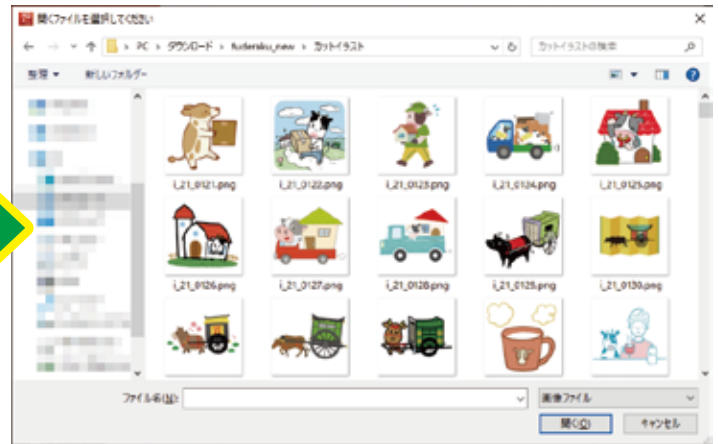 開くファイルを選択してください
PC > ダウンロード > fuderaku_new > カットイラスト
カットイラストの検索
整理 新しいフォルダー
i_21_0121.png i_21_0122.png i_21_0123.png i_21_0124.png i_21_0125.png
i_21_0126.png i_21_0127.png i_21_0128.png i_21_0129.png i_21_0130.png
ファイル名(N): 画像ファイル
開く(O) キャンセル